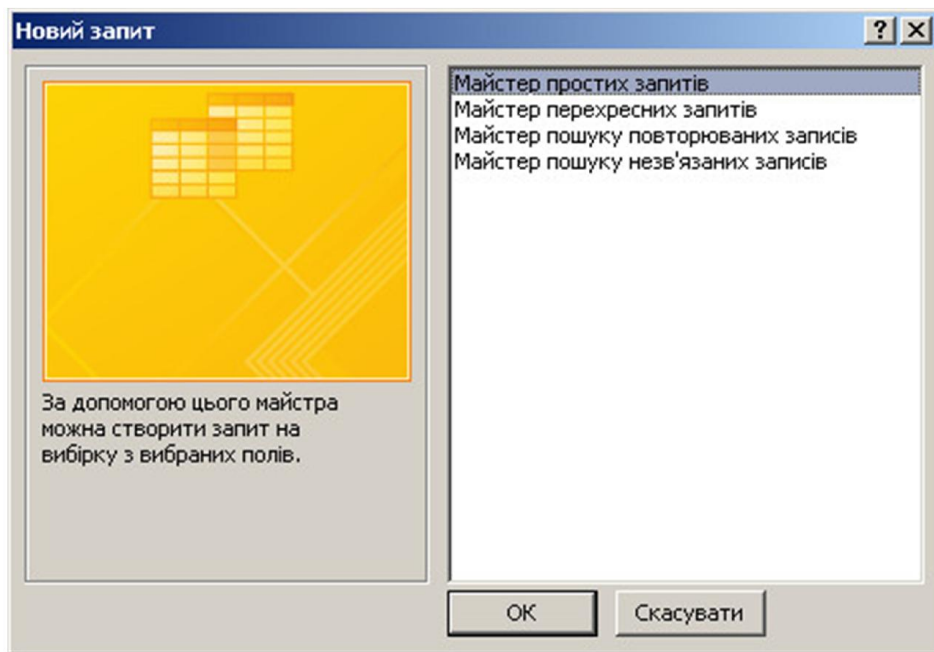 Новий запит
Майстер простих запитів
Майстер перехресних запитів
Майстер пошуку повторюваних записів
Майстер пошуку незв'язаних записів
За допомогою цього майстра
можна створити запит на
вибірку з вибраних полів.
ОК
Скасувати